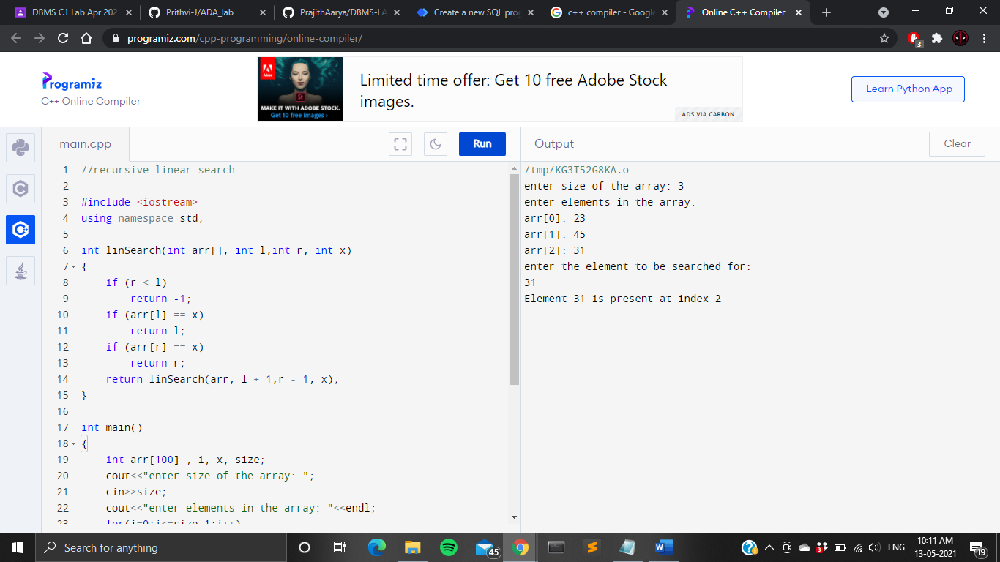 DBMS C1 Lab Apr 202
Prithvi-J/ADA_lab
PrajithAarya/DBMS-LA
Create a new SQL prog
c++ compiler - Google
Online C++ Compiler
programiz.com/cpp-programming/online-compiler/
3
Programiz
C++ Online Compiler
Adobe
St
MAKE IT WITH ADOBE STOCK.
Get 10 free images ›
Limited time offer: Get 10 free Adobe Stock
images.
ADS VIA CARBON
Learn Python App
main.cpp
Run
Output
Clear
1 //recursive linear search
2
3 #include <iostream>
4 using namespace std;
5
6 int linSearch(int arr[], int l,int r, int x)
7 {
8 if (r < l)
9 return -1;
10 if (arr[l] == x)
11 return l;
12 if (arr[r] == x)
13 return r;
14 return linSearch(arr, l + 1,r - 1, x);
15 }
16
17 int main()
18 {
19 int arr[100] , i, x, size;
20 cout<<"enter size of the array: ";
21 cin>>size;
22 cout<<"enter elements in the array: "<<endl;
23 for(i=0;i<=size-1;i++)
/tmp/KG3T52G8KA.o
enter size of the array: 3
enter elements in the array:
arr[0]: 23
arr[1]: 45
arr[2]: 31
enter the element to be searched for:
31
Element 31 is present at index 2
Search for anything
45
3
ENG
10:11 AM
13-05-2021
19